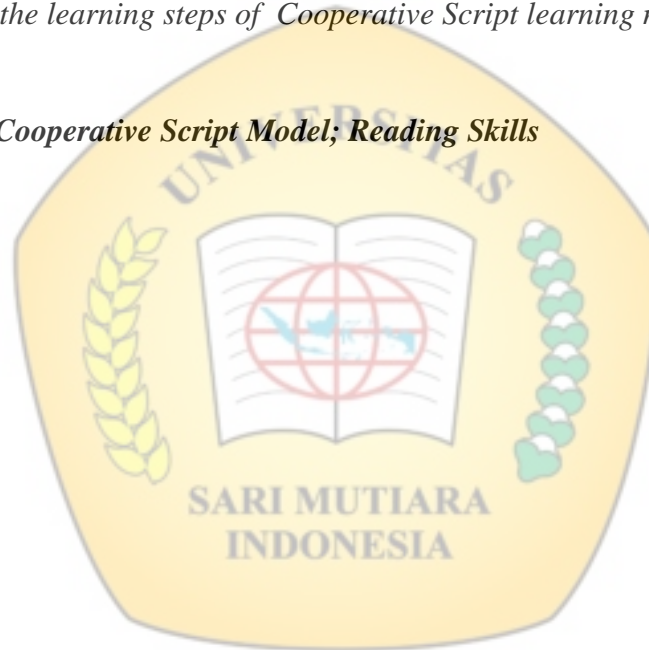 the learning steps of Cooperative Script learning
Cooperative Script Model; Reading Skills
UNIVERSITAS
SARI MUTIARA
INDONESIA